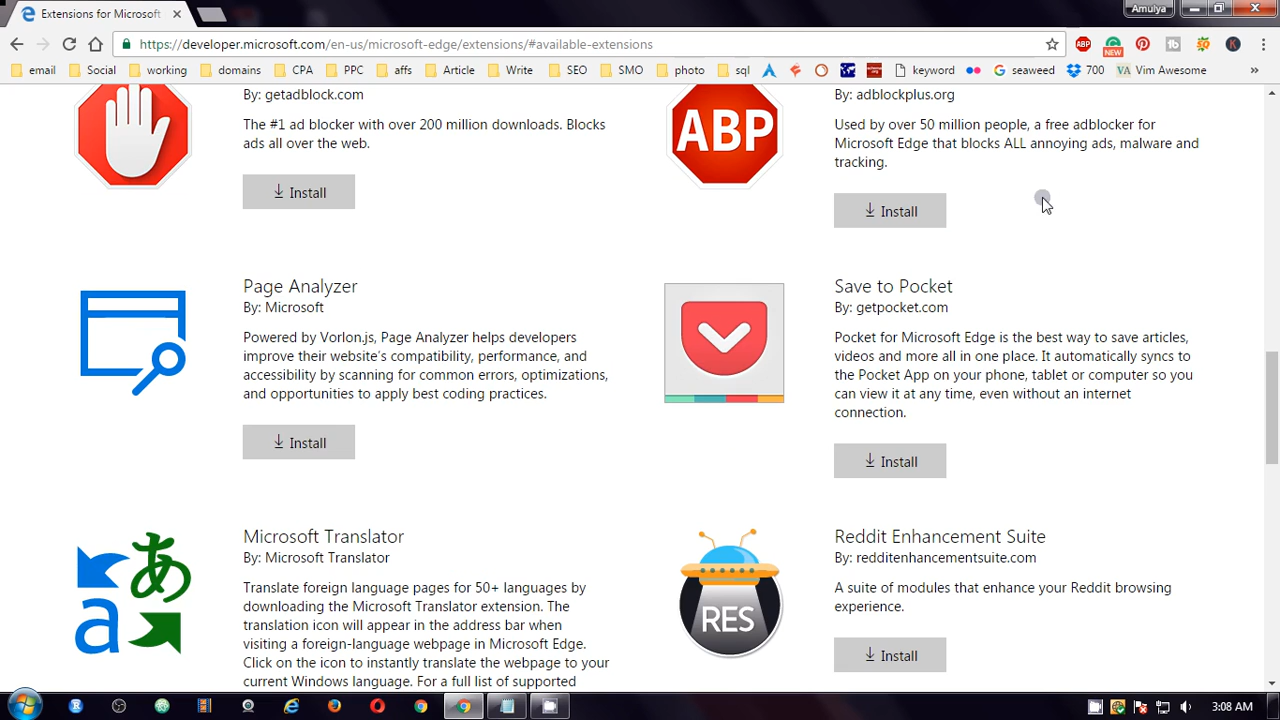 Extensions for Microsoft
Amulya
https://developer.microsoft.com/en-us/microsoft-edge/extensions/#available-extensions
ABP
NEW
K
email
Social
working
domains
CPA
PPC
affs
Article
Write
SEO
SMO
photo
sql
keyword
seaweed
700
VA Vim Awesome
By: getadblock.com
The #1 ad blocker with over 200 million downloads. Blocks
ads all over the web.
Install
ABP
By: adblockplus.org
Used by over 50 million people, a free adblocker for
Microsoft Edge that blocks ALL annoying ads, malware and
tracking.
Install
Page Analyzer
By: Microsoft
Powered by Vorlon.js, Page Analyzer helps developers
improve their website's compatibility, performance, and
accessibility by scanning for common errors, optimizations,
and opportunities to apply best coding practices.
Install
Save to Pocket
By: getpocket.com
Pocket for Microsoft Edge is the best way to save articles,
videos and more all in one place. It automatically syncs to
the Pocket App on your phone, tablet or computer so you
can view it at any time, even without an internet
connection.
Install
a あ
Microsoft Translator
By: Microsoft Translator
Translate foreign language pages for 50+ languages by
downloading the Microsoft Translator extension. The
translation icon will appear in the address bar when
visiting a foreign-language webpage in Microsoft Edge.
Click on the icon to instantly translate the webpage to your
current Windows language. For a full list of supported
RES
Reddit Enhancement Suite
By: redditenhancementsuite.com
A suite of modules that enhance your Reddit browsing
experience.
Install
3:08 AM